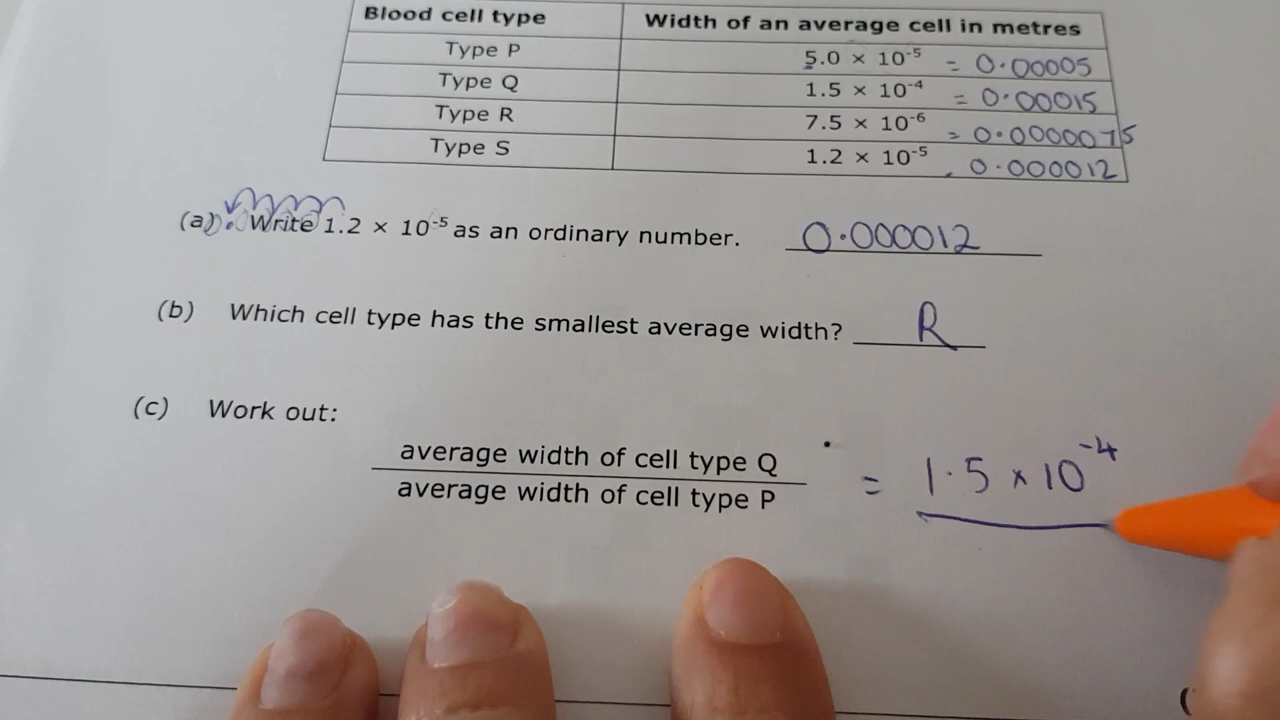 Blood cell type Width of an average cell in metres
Type P 5.0 × 10⁻⁵ = 0.00005
Type Q 1.5 × 10⁻⁴ = 0.00015
Type R 7.5 × 10⁻⁶ = 0.0000075
Type S 1.2 × 10⁻⁵ 0.000012
(a) Write 1.2 × 10⁻⁵ as an ordinary number. 0.000012
(b) Which cell type has the smallest average width? R
(c) Work out:
average width of cell type Q
average width of cell type P
= 1.5 × 10⁻⁴